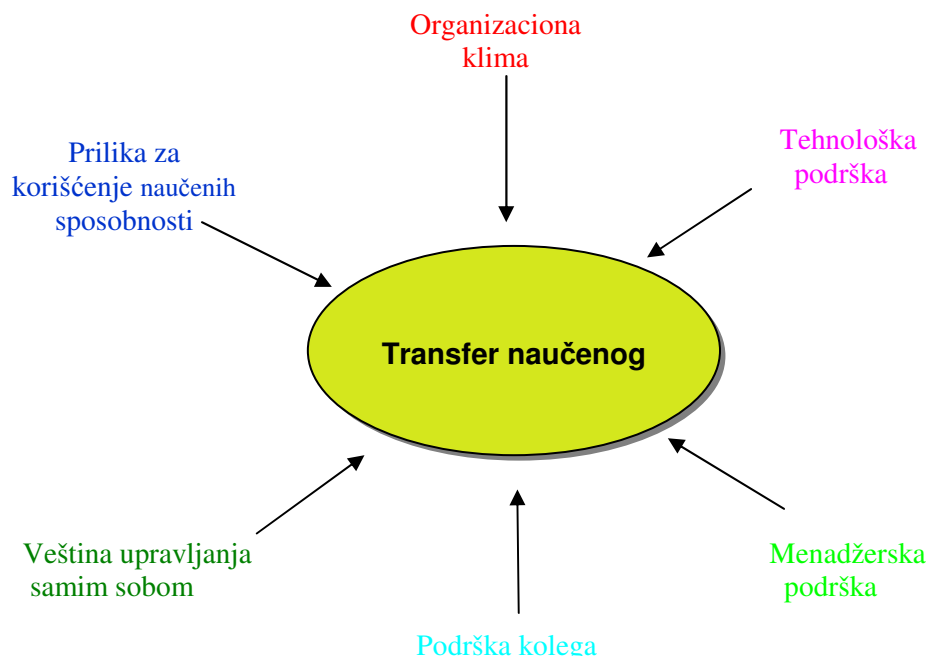 Organizaciona
klima
Tehnološka
podrška
Prilika za
korišćenje naučenih
sposobnosti
Transfer naučenog
Veština upravljanja
samim sobom
Menadžerska
podrška
Podrška kolega